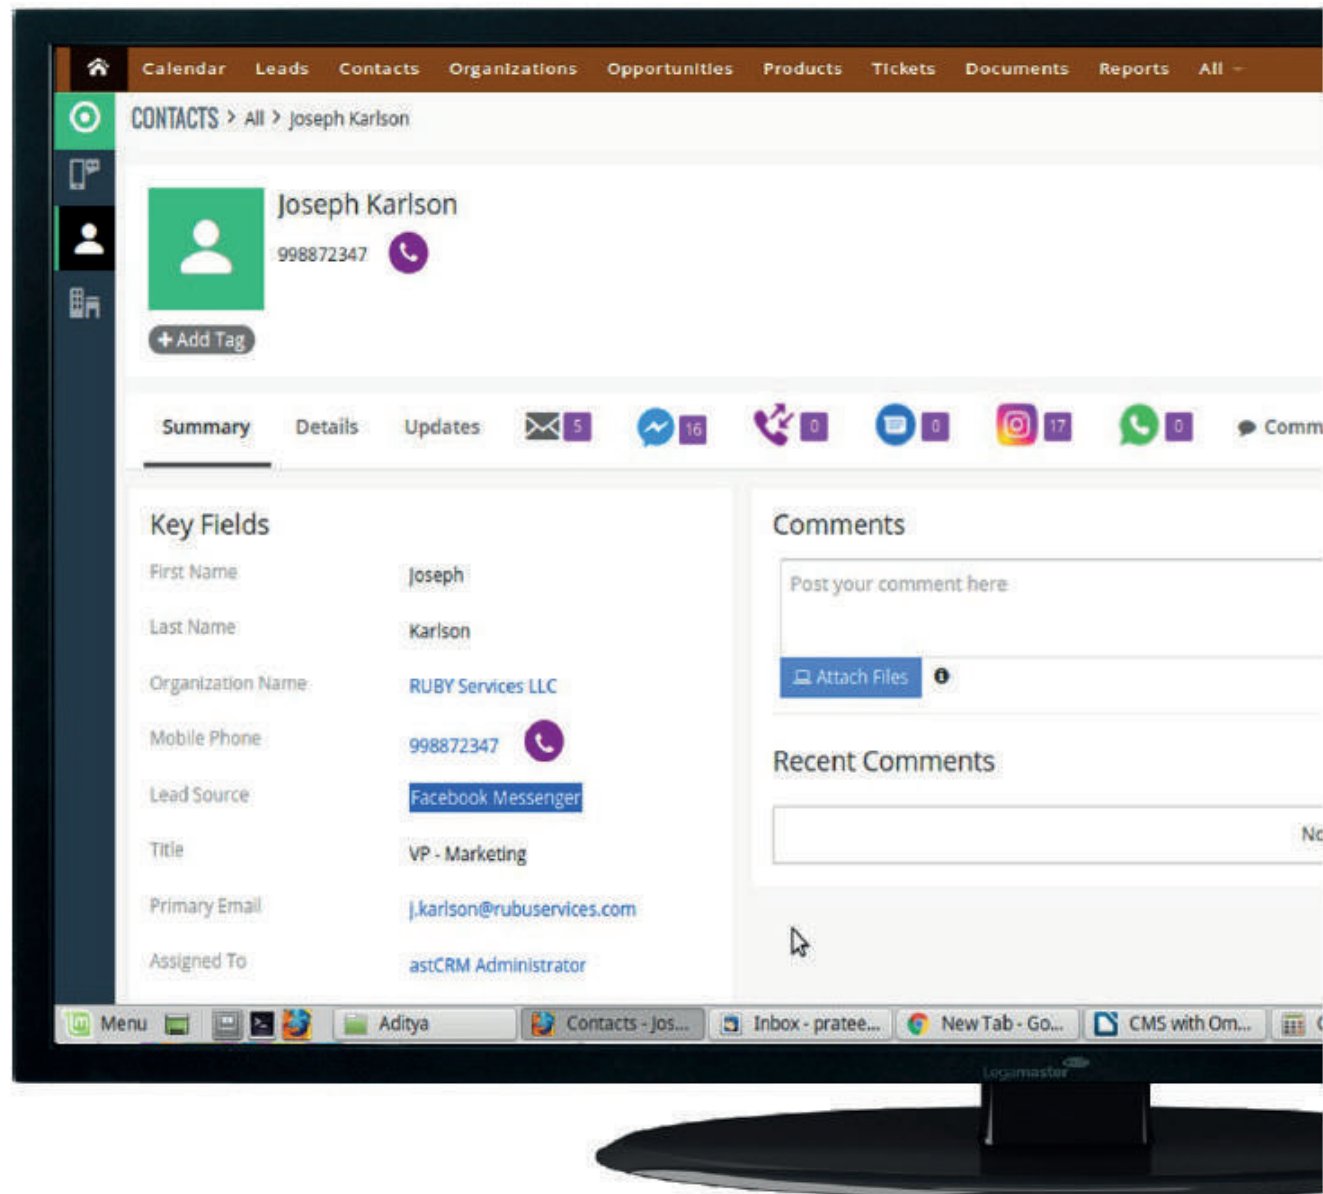 Calendar Leads Contacts Organizations Opportunities Products Tickets Documents Reports All
CONTACTS > All > Joseph Karlson
Joseph Karlson
998872347
+ Add Tag
Summary Details Updates 5 16 0 0 17 0 Comm
Key Fields
First Name Joseph
Last Name Karlson
Organization Name RUBY Services LLC
Mobile Phone 998872347
Lead Source Facebook Messenger
Title VP - Marketing
Primary Email j.karlson@rubuservices.com
Assigned To astCRM Administrator
Comments
Post your comment here
Attach Files
Recent Comments
No
Menu Aditya Contacts - Jos... Inbox - pratee... New Tab - Go... CMS with Om...
Legamaster